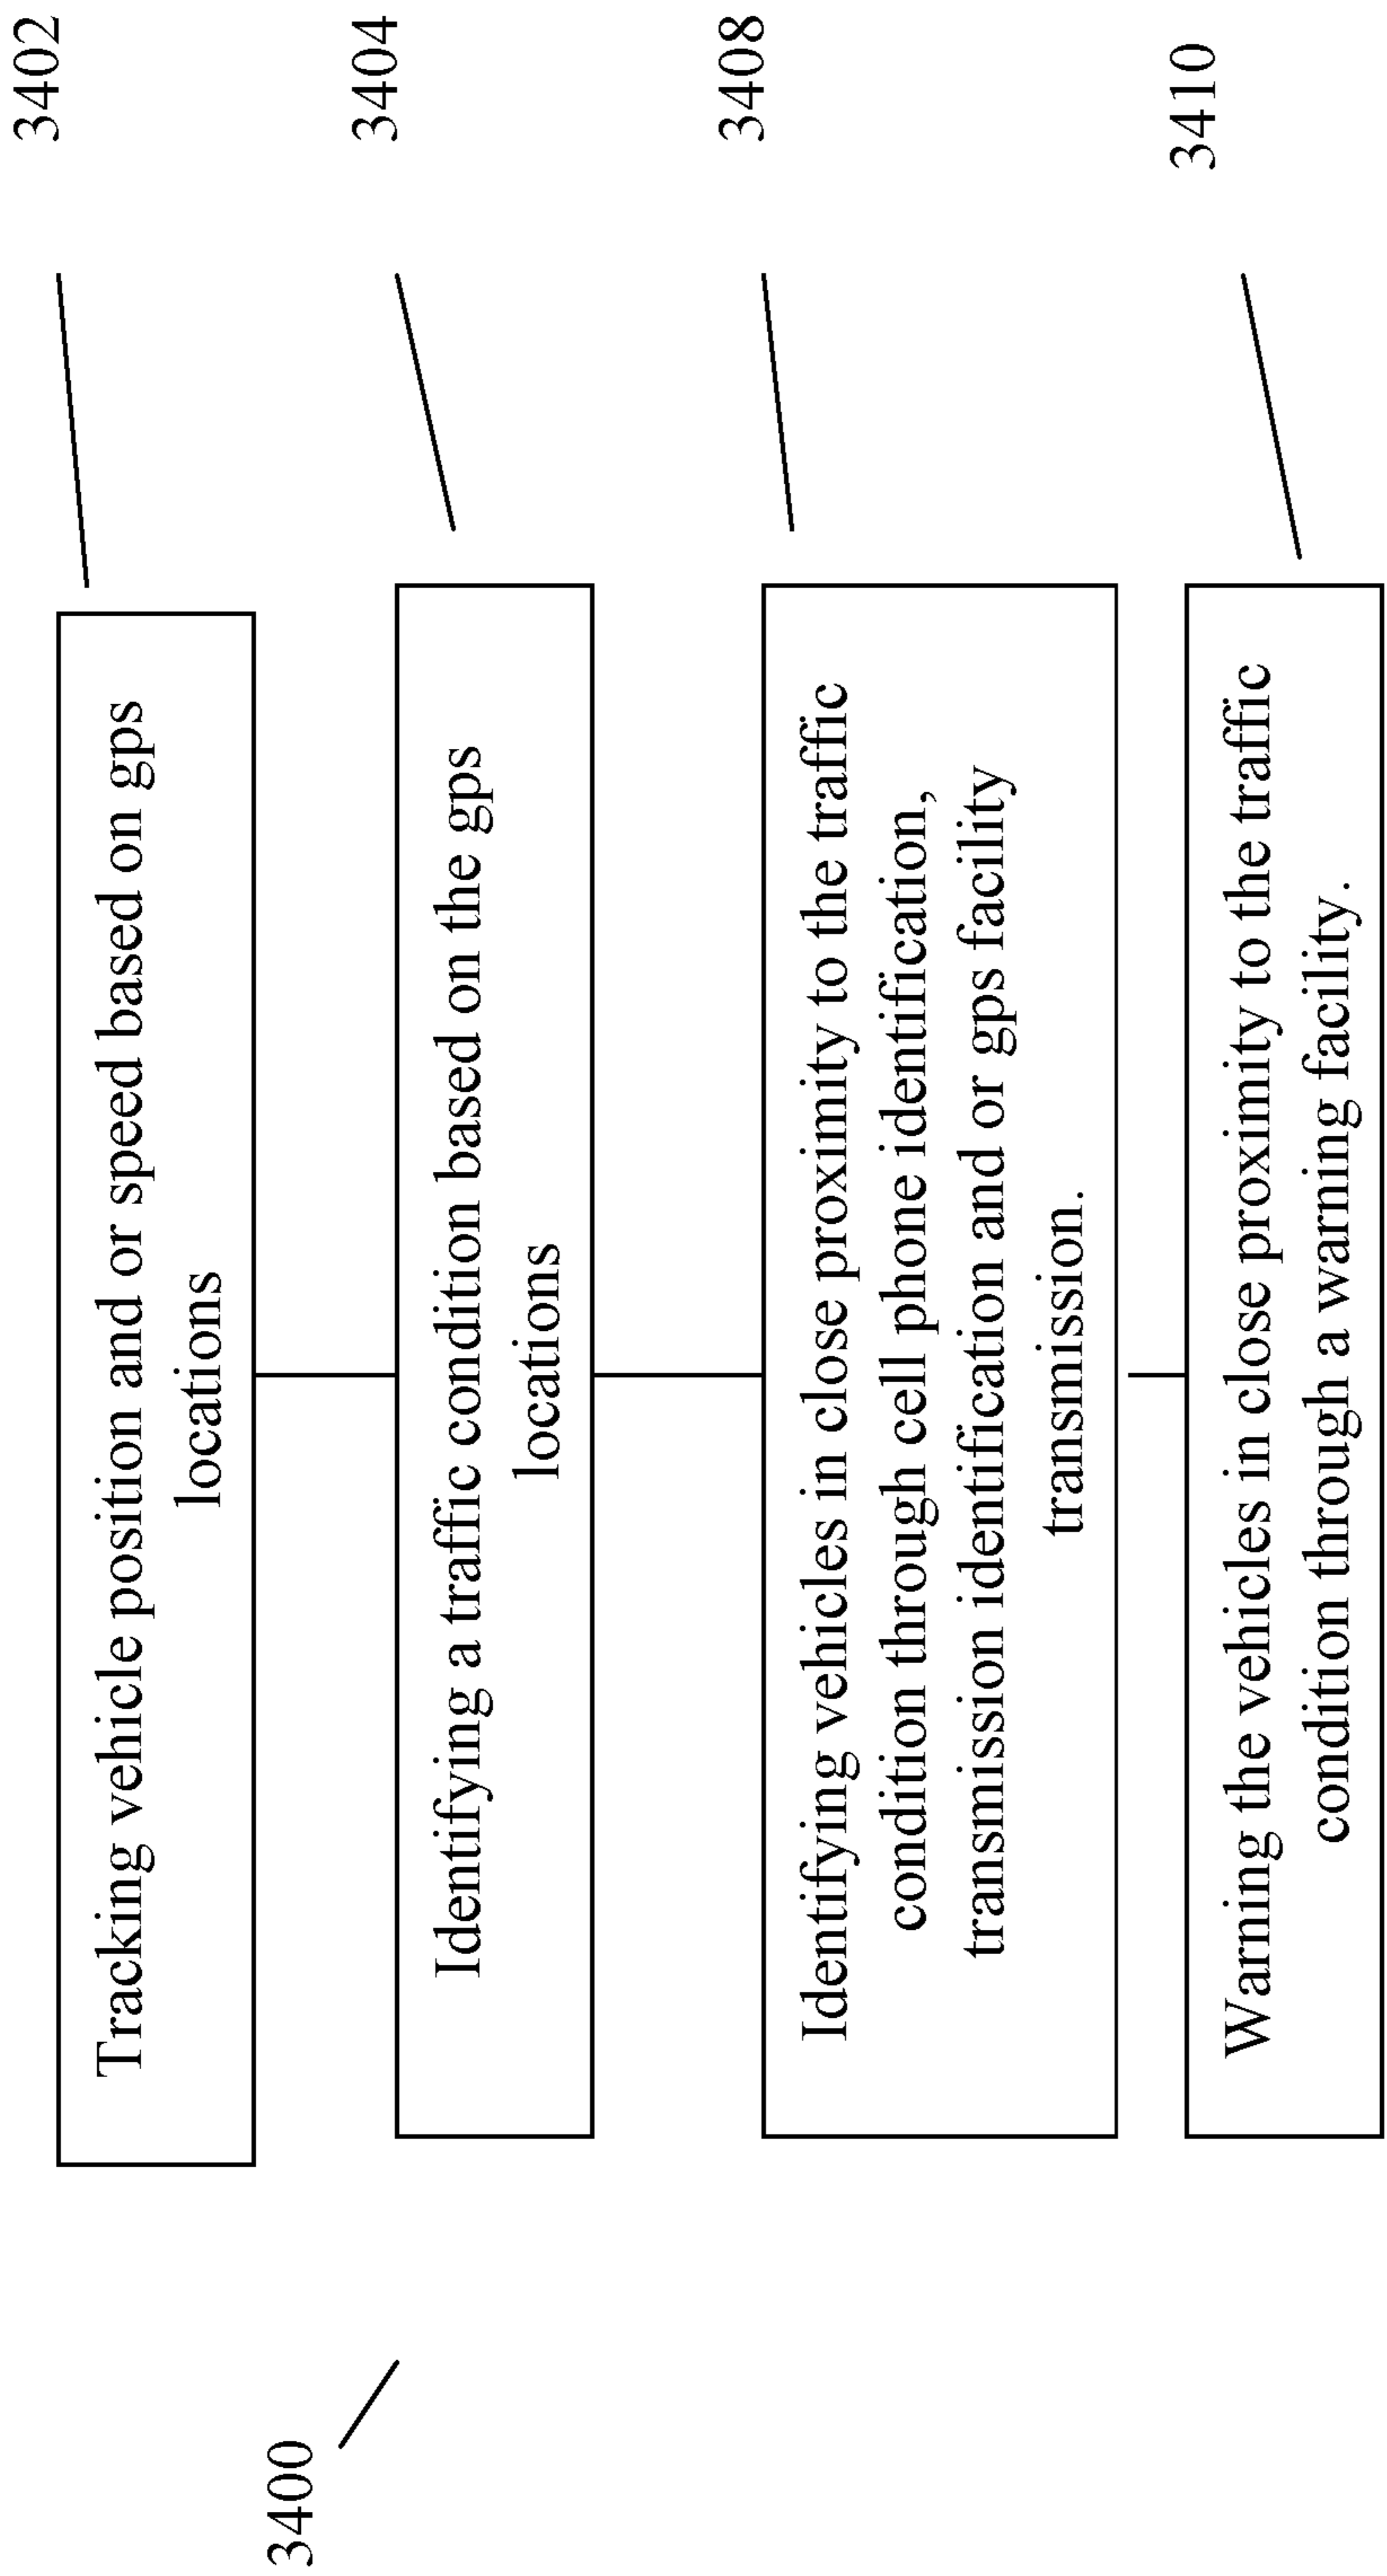 3400
3402
Tracking vehicle position and or speed based on gps
locations
3404
Identifying a traffic condition based on the gps
locations
3408
Identifying vehicles in close proximity to the traffic
condition through cell phone identification,
transmission identification and or gps facility
transmission.
3410
Warning the vehicles in close proximity to the traffic
condition through a warning facility.